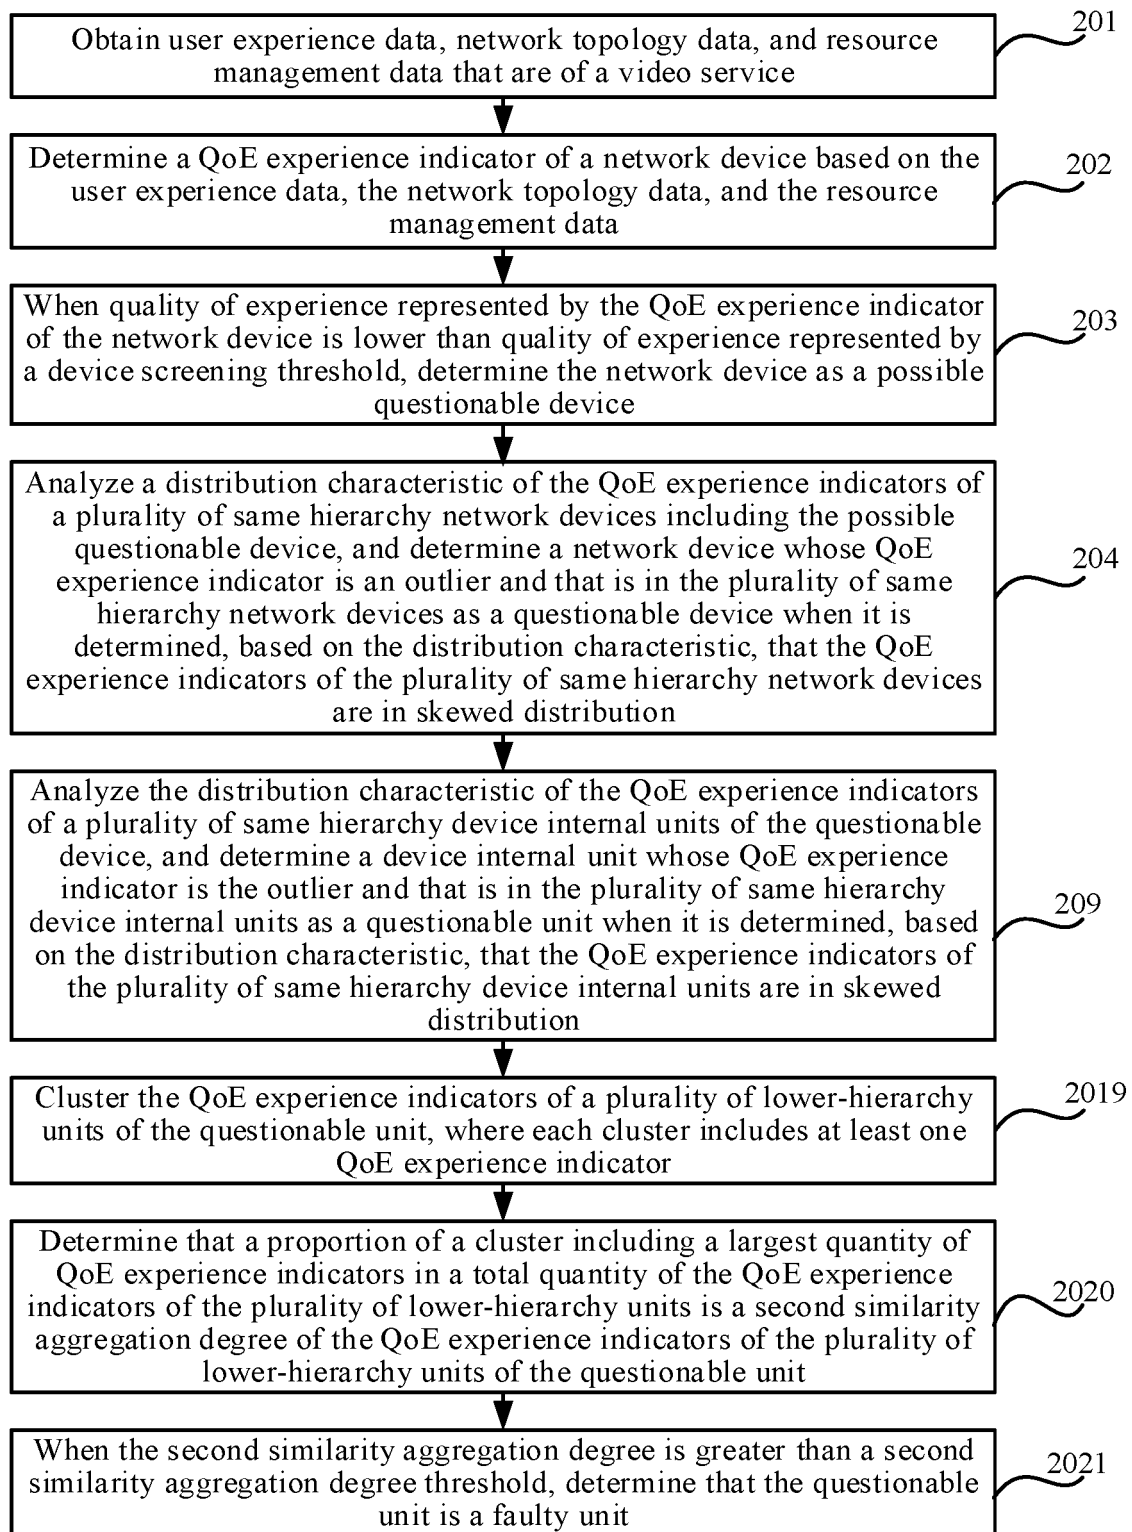 Obtain user experience data, network topology data, and resource
management data that are of a video service
201
Determine a QoE experience indicator of a network device based on the
user experience data, the network topology data, and the resource
management data
202
When quality of experience represented by the QoE experience indicator
of the network device is lower than quality of experience represented by
a device screening threshold, determine the network device as a possible
questionable device
203
Analyze a distribution characteristic of the QoE experience indicators of
a plurality of same hierarchy network devices including the possible
questionable device, and determine a network device whose QoE
experience indicator is an outlier and that is in the plurality of same
hierarchy network devices as a questionable device when it is
determined, based on the distribution characteristic, that the QoE
experience indicators of the plurality of same hierarchy network devices
are in skewed distribution
204
Analyze the distribution characteristic of the QoE experience indicators
of a plurality of same hierarchy device internal units of the questionable
device, and determine a device internal unit whose QoE experience
indicator is the outlier and that is in the plurality of same hierarchy
device internal units as a questionable unit when it is determined, based
on the distribution characteristic, that the QoE experience indicators of
the plurality of same hierarchy device internal units are in skewed
distribution
209
Cluster the QoE experience indicators of a plurality of lower-hierarchy
units of the questionable unit, where each cluster includes at least one
QoE experience indicator
2019
Determine that a proportion of a cluster including a largest quantity of
QoE experience indicators in a total quantity of the QoE experience
indicators of the plurality of lower-hierarchy units is a second similarity
aggregation degree of the QoE experience indicators of the plurality of
lower-hierarchy units of the questionable unit
2020
When the second similarity aggregation degree is greater than a second
similarity aggregation degree threshold, determine that the questionable
unit is a faulty unit
2021